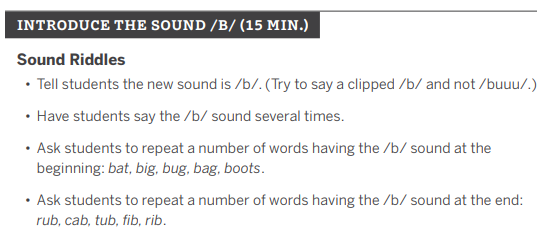 INTRODUCE THE SOUND /B/ (15 MIN.)
Sound Riddles
• Tell students the new sound is /b/. (Try to say a clipped /b/ and not /buuu/.)
• Have students say the /b/ sound several times.
• Ask students to repeat a number of words having the /b/ sound at the
beginning: bat, big, bug, bag, boots.
• Ask students to repeat a number of words having the /b/ sound at the end:
rub, cab, tub, fib, rib.